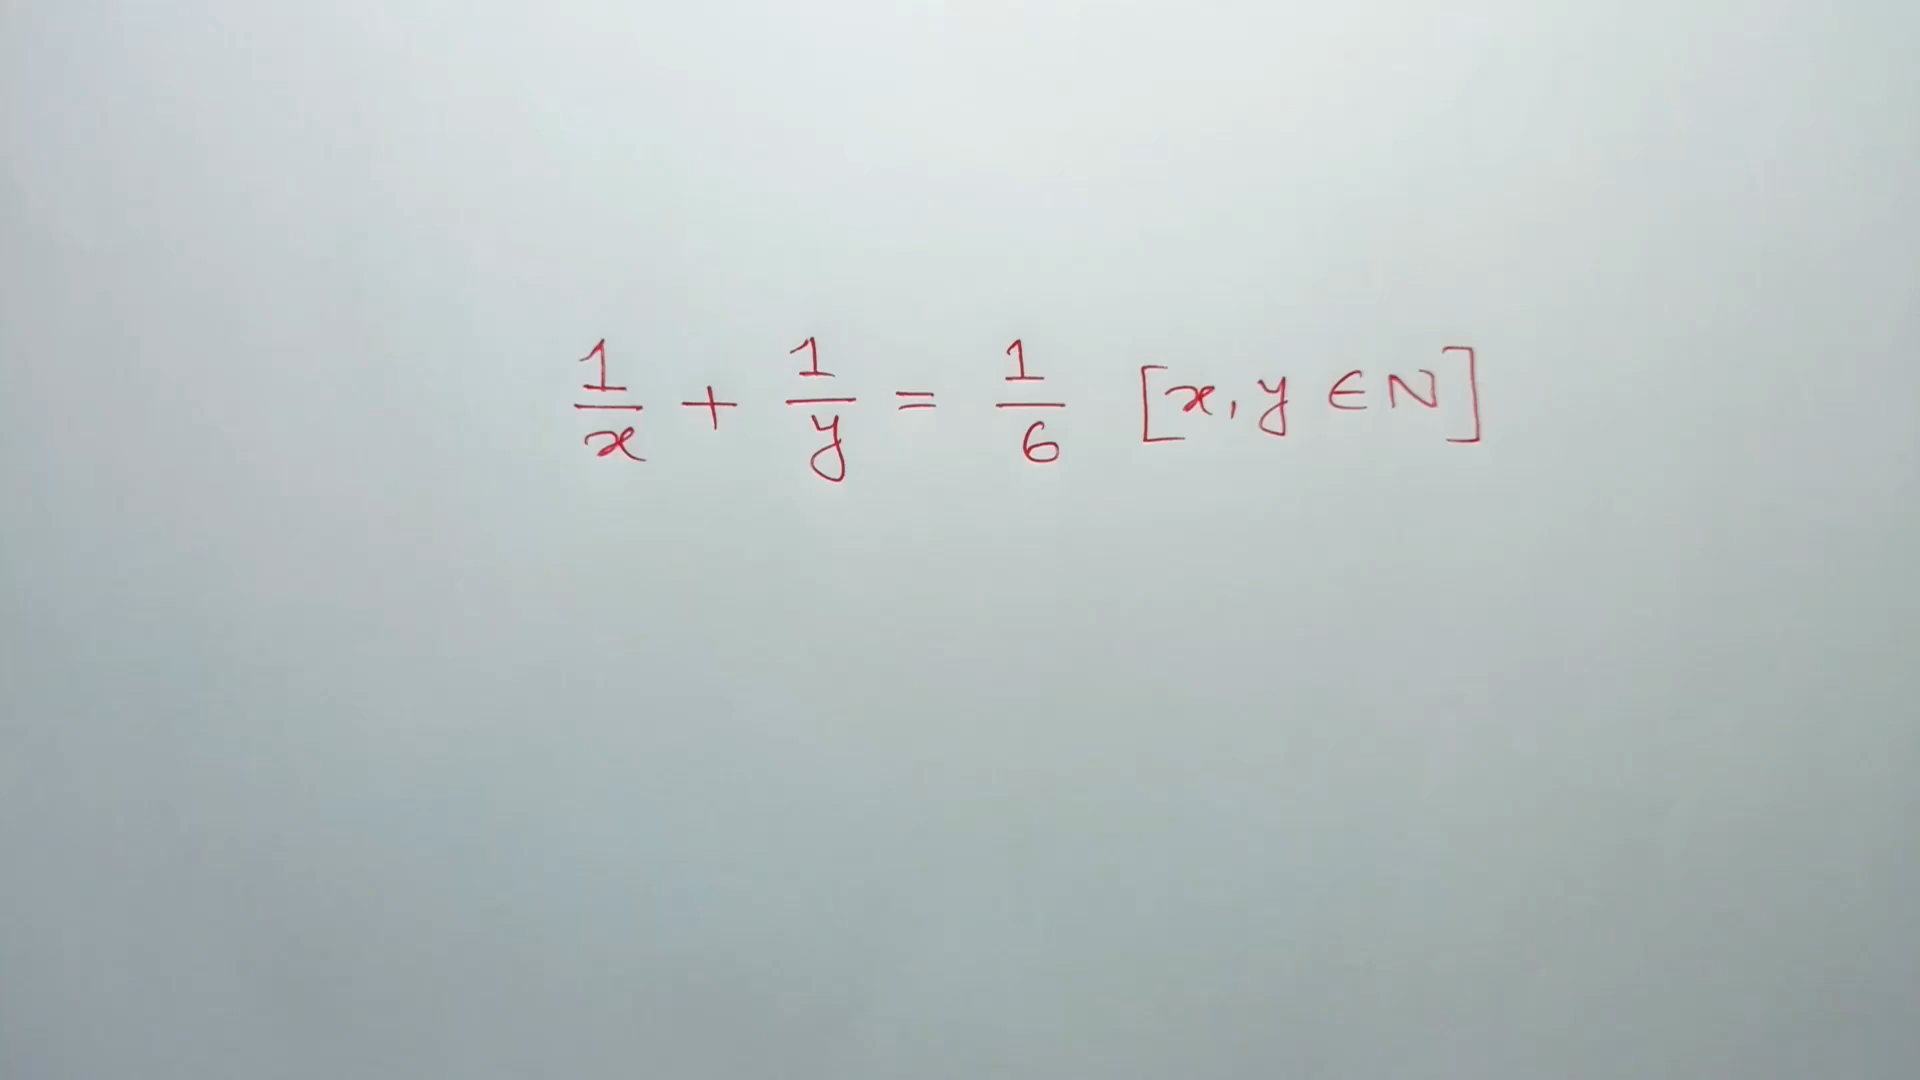 1/x + 1/y = 1/6 [x, y ∈ N]